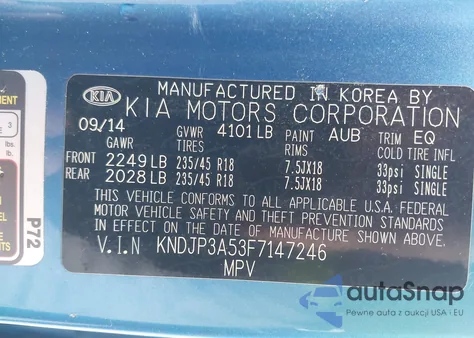 MANUFACTURED IN KOREA BY
KIA KIA MOTORS CORPORATION
09/14 GVWR 4101 LB PAINT AUB TRIM EQ
GAWR TIRES COLD TIRE INFL
FRONT 2249 LB 235/45 R18 7.5JX18 33psi SINGLE
REAR 2028 LB 235/45 R18 7.5JX18 33psi SINGLE
THIS VEHICLE CONFORMS TO ALL APPLICABLE U.S.A. FEDERAL
MOTOR VEHICLE SAFETY AND THEFT PREVENTION STANDARDS
IN EFFECT ON THE DATE OF MANUFACTURE SHOWN ABOVE.
V.I.N KNDJP3A53F7147246
MPV
P72
3
lbs.
autoSnap
Pewne auta z aukcji USA i EU